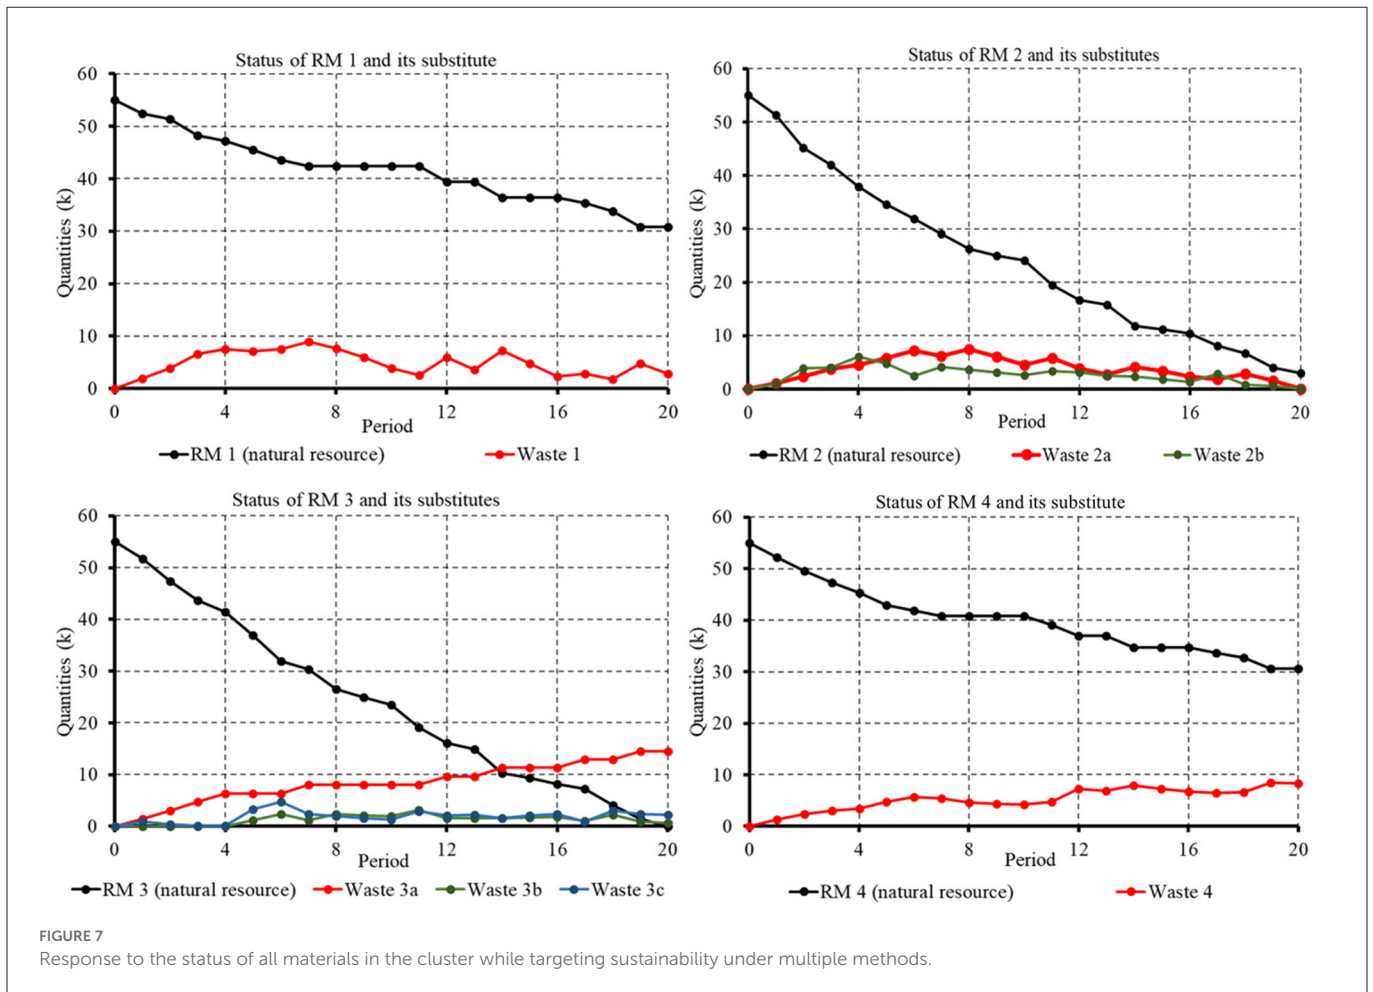 Status of RM 1 and its substitute
60
50
40
30
20
10
0
Quantities (k)
0 4 8 12 16 20
Period
RM 1 (natural resource) Waste 1
Status of RM 2 and its substitutes
60
50
40
30
20
10
0
Quantities (k)
0 4 8 12 16 20
Period
RM 2 (natural resource) Waste 2a Waste 2b
Status of RM 3 and its substitutes
60
50
40
30
20
10
0
Quantities (k)
0 4 8 12 16 20
Period
RM 3 (natural resource) Waste 3a Waste 3b Waste 3c
Status of RM 4 and its substitute
60
50
40
30
20
10
0
Quantities (k)
0 4 8 12 16 20
Period
RM 4 (natural resource) Waste 4
FIGURE 7
Response to the status of all materials in the cluster while targeting sustainability under multiple methods.